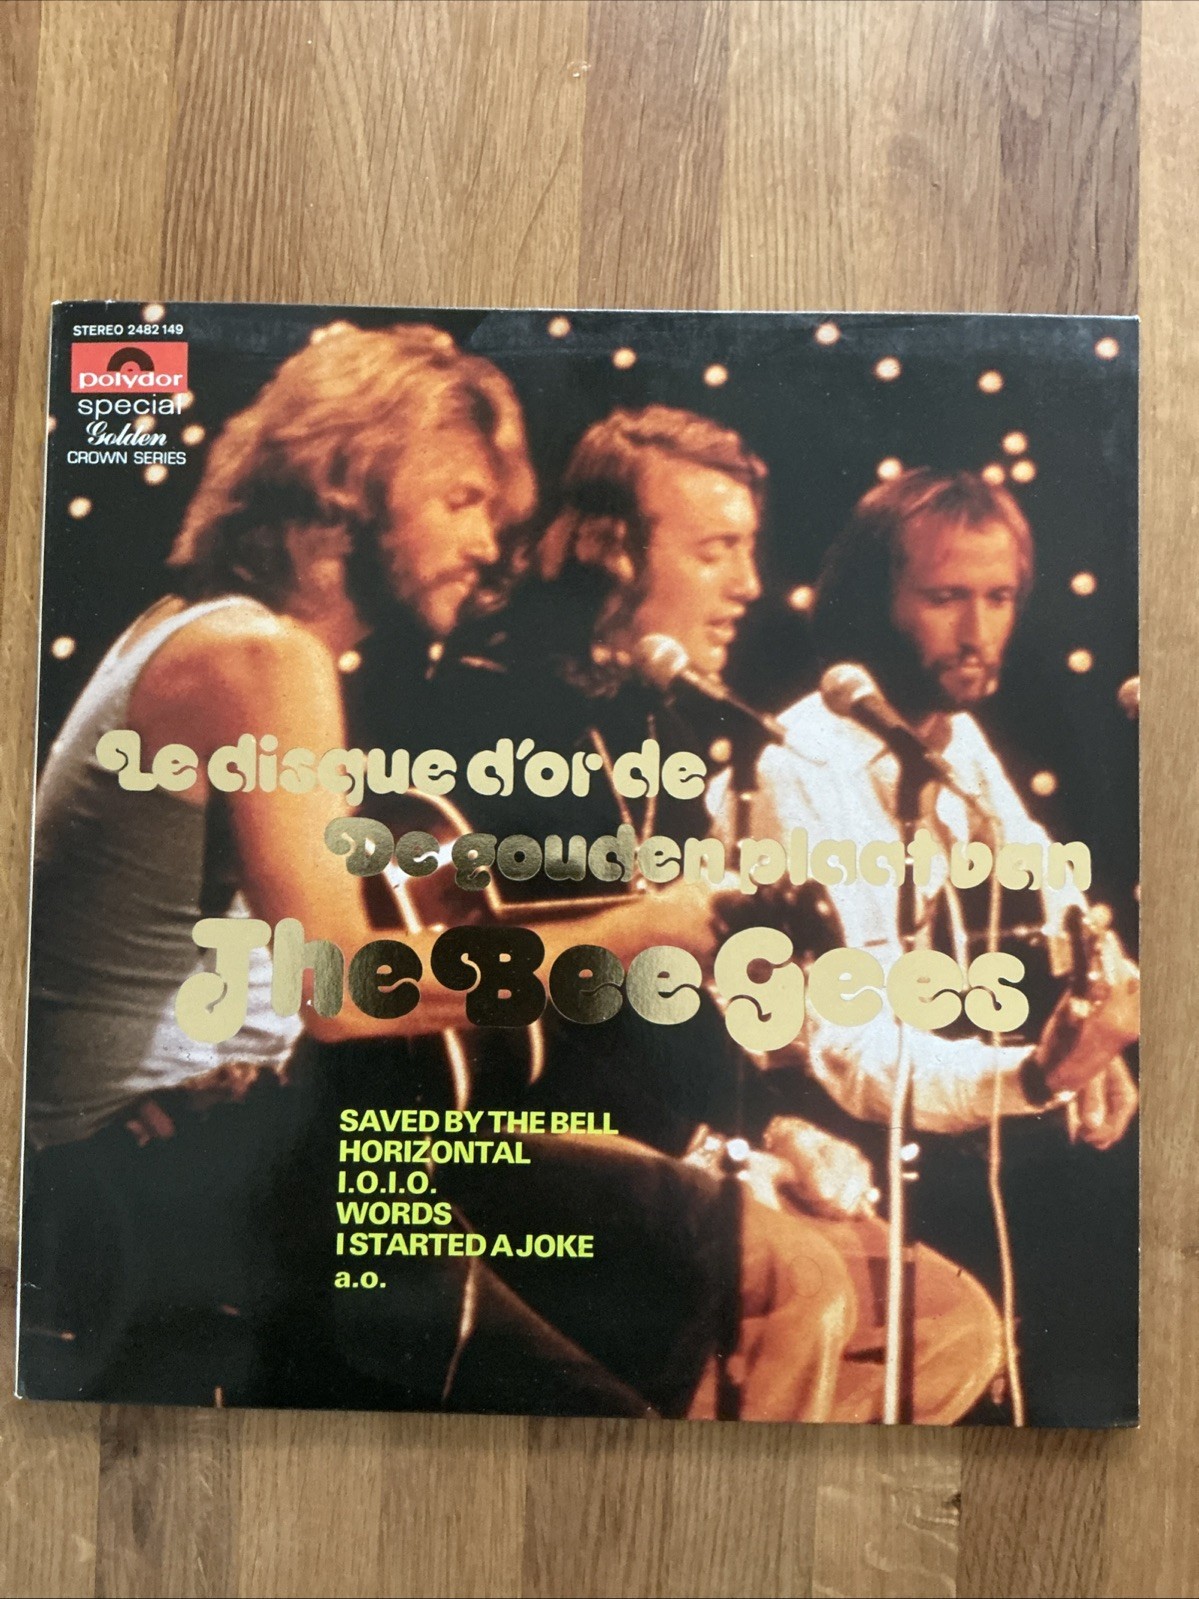 STEREO 2482 149
polydor
special
Golden
CROWN SERIES
Le disque d'or de
De gouden plaat van
The Bee Gees
SAVED BY THE BELL
HORIZONTAL
I.O.I.O.
WORDS
I STARTED A JOKE
a.o.